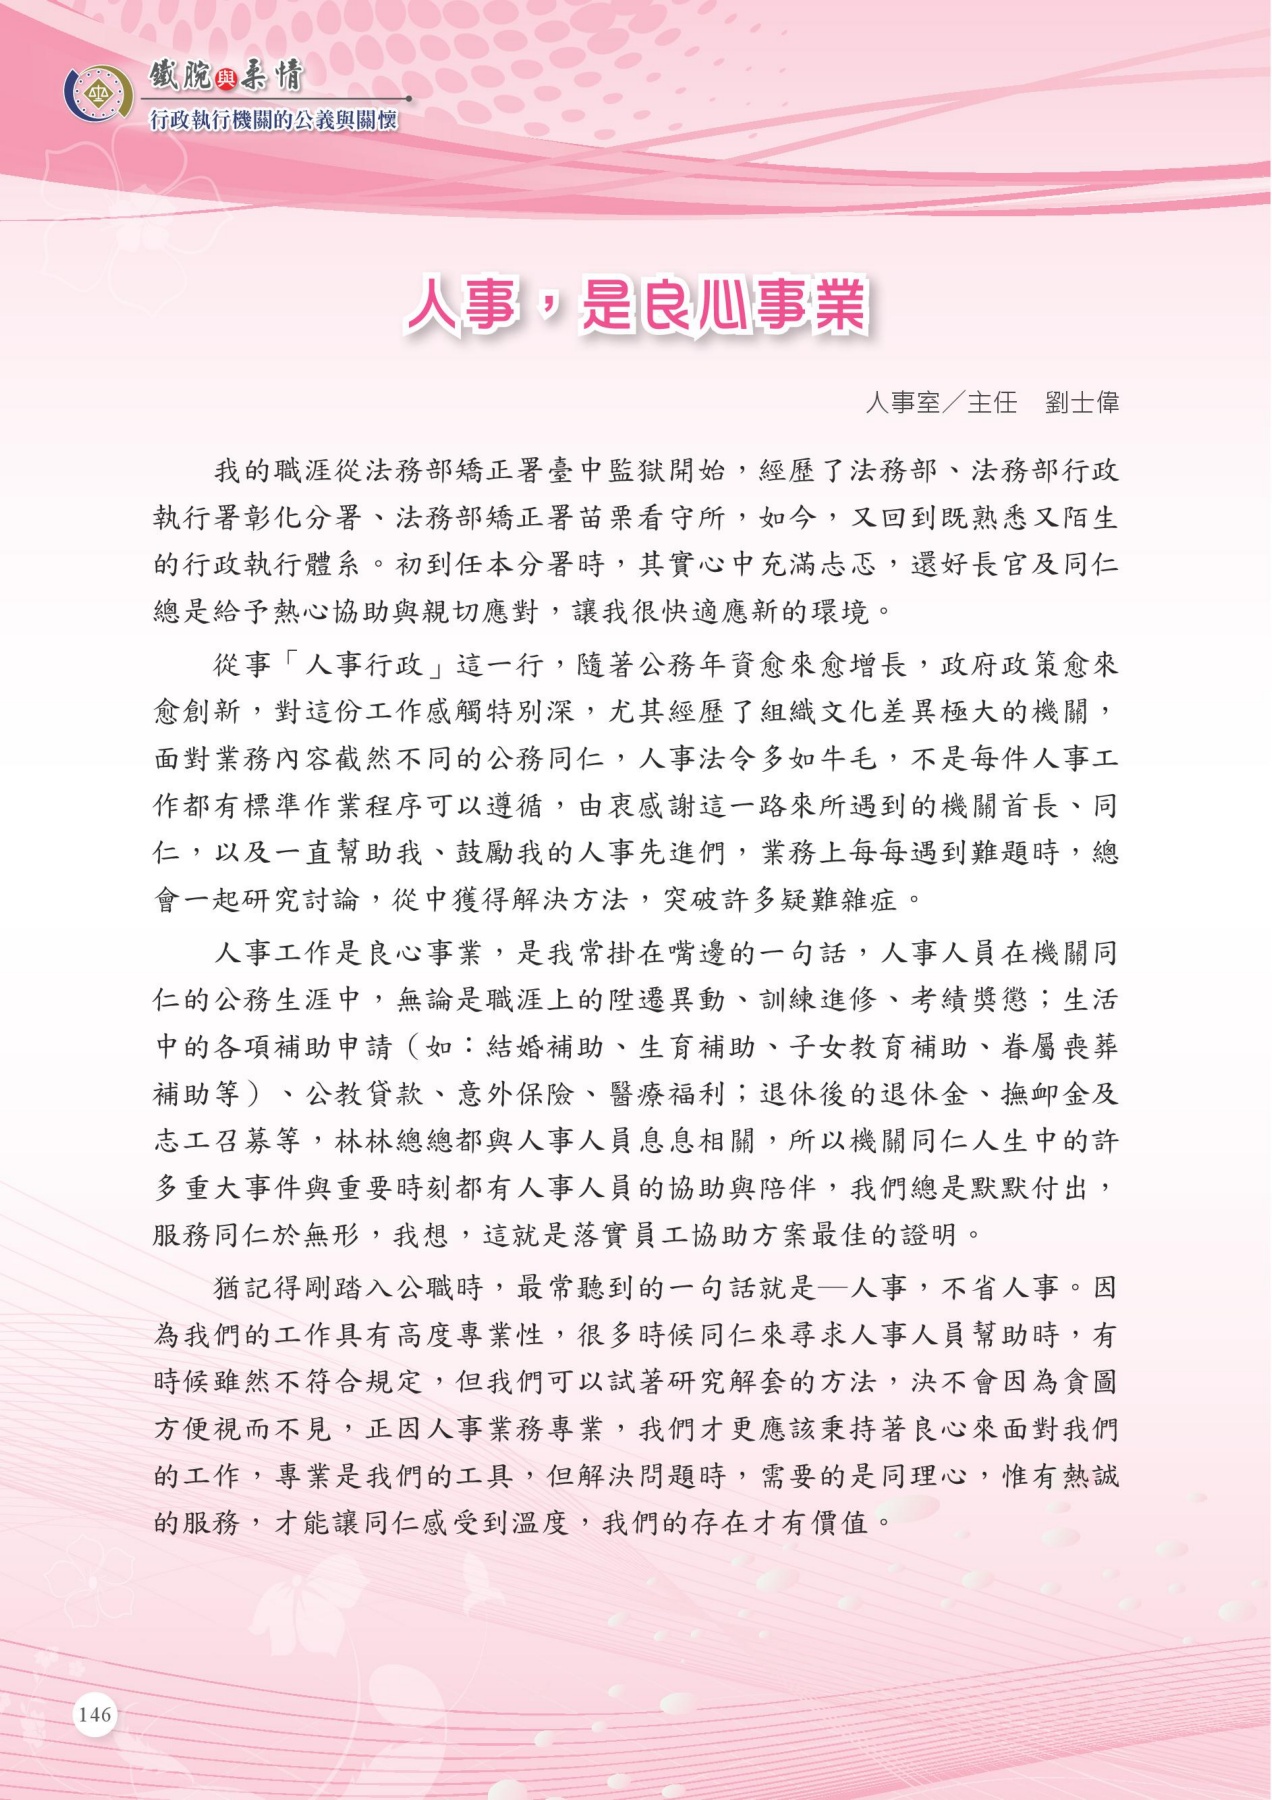 鐵腕與柔情
行政執行機關的公義與關懷
人事，是良心事業
人事室／主任　劉士偉
我的職涯從法務部矯正署臺中監獄開始，經歷了法務部、法務部行政
執行署彰化分署、法務部矯正署苗栗看守所，如今，又回到既熟悉又陌生
的行政執行體系。初到任本分署時，其實心中充滿忐忑，還好長官及同仁
總是給予熱心協助與親切應對，讓我很快適應新的環境。
從事「人事行政」這一行，隨著公務年資愈來愈增長，政府政策愈來
愈創新，對這份工作感觸特別深，尤其經歷了組織文化差異極大的機關，
面對業務內容截然不同的公務同仁，人事法令多如牛毛，不是每件人事工
作都有標準作業程序可以遵循，由衷感謝這一路來所遇到的機關首長、同
仁，以及一直幫助我、鼓勵我的人事先進們，業務上每每遇到難題時，總
會一起研究討論，從中獲得解決方法，突破許多疑難雜症。
人事工作是良心事業，是我常掛在嘴邊的一句話，人事人員在機關同
仁的公務生涯中，無論是職涯上的陞遷異動、訓練進修、考績獎懲；生活
中的各項補助申請（如：結婚補助、生育補助、子女教育補助、眷屬喪葬
補助等）、公教貸款、意外保險、醫療福利；退休後的退休金、撫卹金及
志工召募等，林林總總都與人事人員息息相關，所以機關同仁人生中的許
多重大事件與重要時刻都有人事人員的協助與陪伴，我們總是默默付出，
服務同仁於無形，我想，這就是落實員工協助方案最佳的證明。
猶記得剛踏入公職時，最常聽到的一句話就是─人事，不省人事。因
為我們的工作具有高度專業性，很多時候同仁來尋求人事人員幫助時，有
時候雖然不符合規定，但我們可以試著研究解套的方法，決不會因為貪圖
方便視而不見，正因人事業務專業，我們才更應該秉持著良心來面對我們
的工作，專業是我們的工具，但解決問題時，需要的是同理心，惟有熱誠
的服務，才能讓同仁感受到溫度，我們的存在才有價值。
146